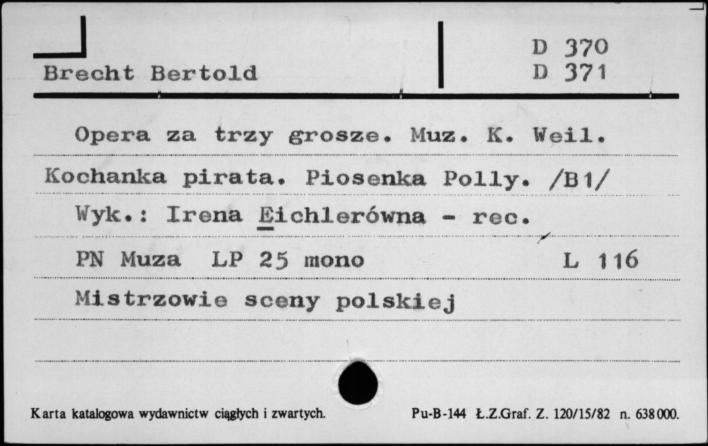 D 370
Brecht Bertold D 371
Opera za trzy grosze. Muz. K. Weil.
Kochanka pirata. Piosenka Polly. /B1/
Wyk.: Irena Eichlerówna - rec.
PN Muza LP 25 mono L 116
Mistrzowie sceny polskiej
Karta katalogowa wydawnictw ciągłych i zwartych. Pu-B-144 Ł.Z.Graf. Z. 120/15/82 n. 638000.